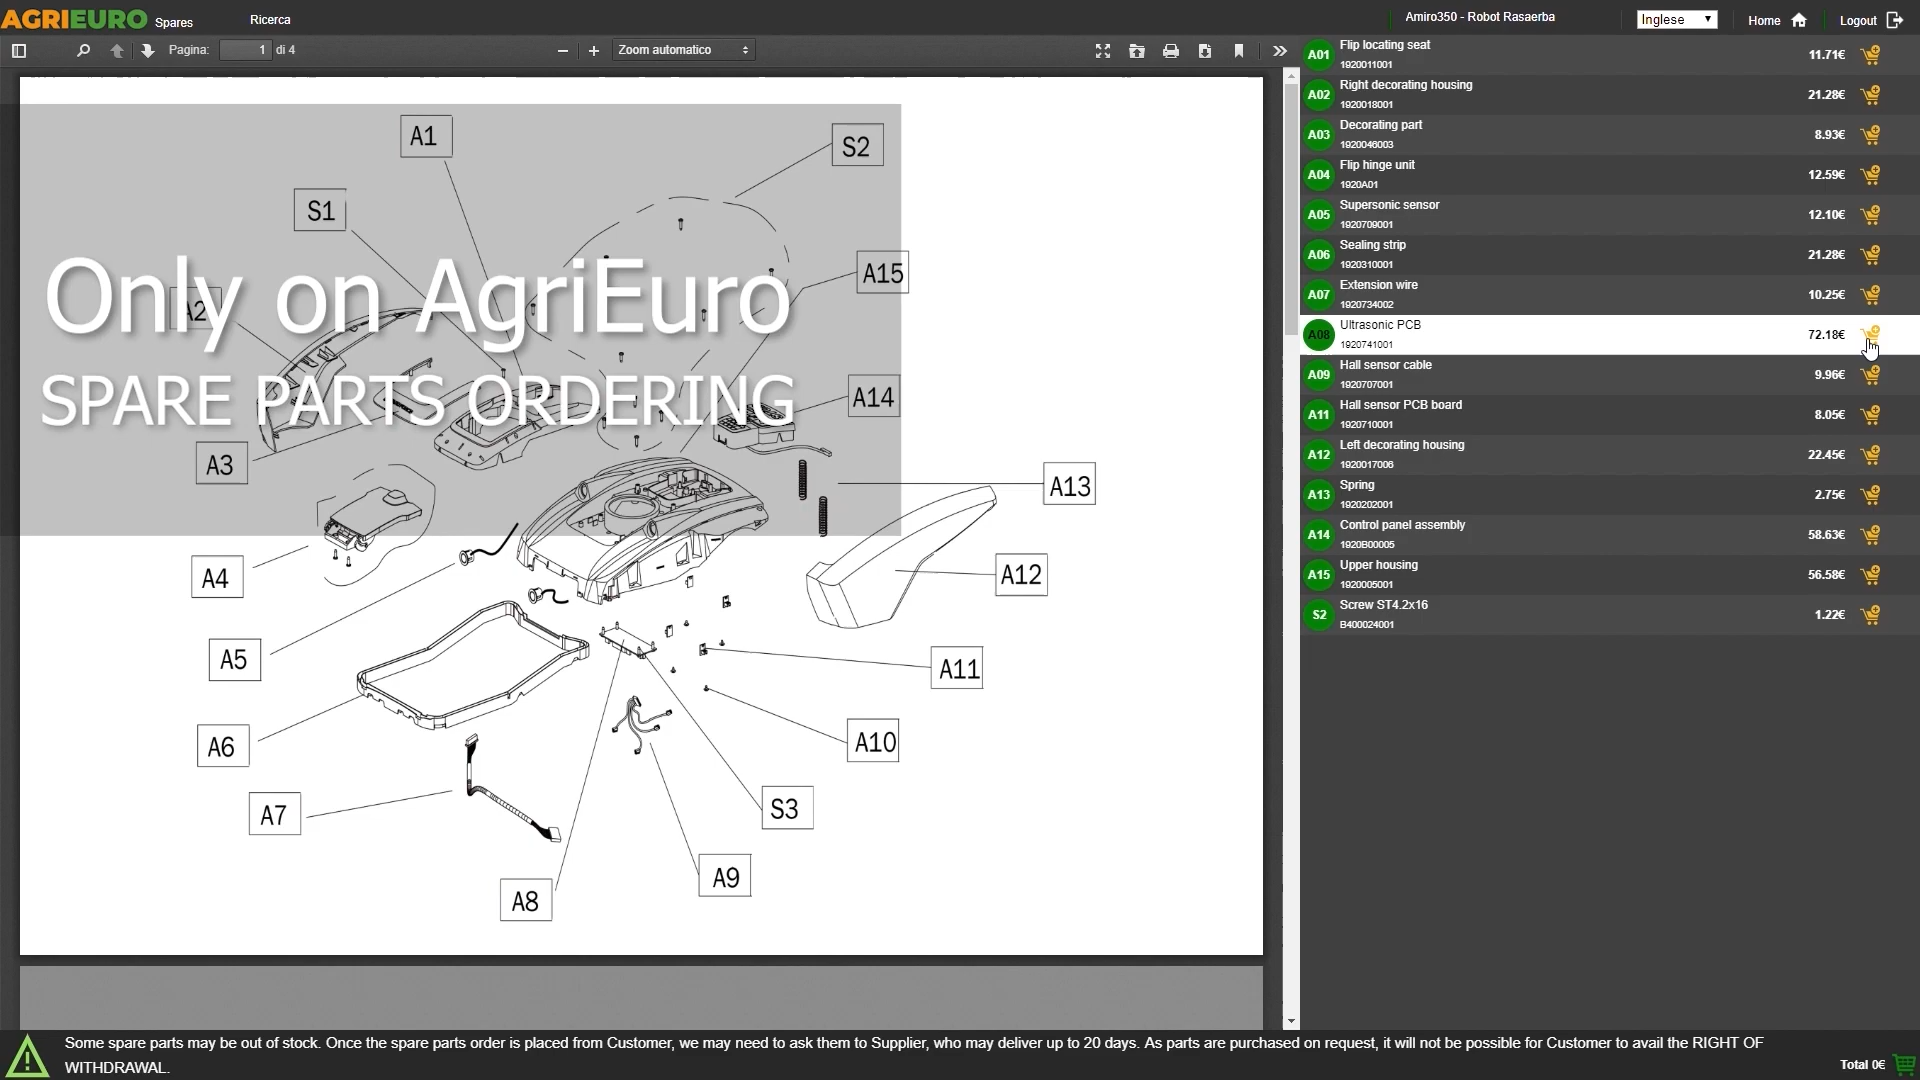 AGRIEURO Spares
Ricerca
Amiro350 - Robot Rasaerba
Inglese
Home
Logout
Pagina:
1
di 4
Zoom automatico
A1
S2
S1
A15
A2
Only on AgriEuro
SPARE PARTS ORDERING
A14
A3
A13
A4
A12
A5
A11
A6
A10
A7
S3
A9
A8
A01
Flip locating seat
1920011001
11.71€
A02
Right decorating housing
1920018001
21.28€
A03
Decorating part
1920046003
8.93€
A04
Flip hinge unit
1920A01
12.59€
A05
Supersonic sensor
1920709001
12.10€
A06
Sealing strip
1920310001
21.28€
A07
Extension wire
1920734002
10.25€
A08
Ultrasonic PCB
1920741001
72.18€
A09
Hall sensor cable
1920707001
9.96€
A11
Hall sensor PCB board
1920710001
8.05€
A12
Left decorating housing
1920017006
22.45€
A13
Spring
1920202001
2.75€
A14
Control panel assembly
1920B00005
58.63€
A15
Upper housing
1920005001
56.58€
S2
Screw ST4.2x16
B400024001
1.22€
Some spare parts may be out of stock. Once the spare parts order is placed from Customer, we may need to ask them to Supplier, who may deliver up to 20 days. As parts are purchased on request, it will not be possible for Customer to avail the RIGHT OF
WITHDRAWAL.
Total 0€